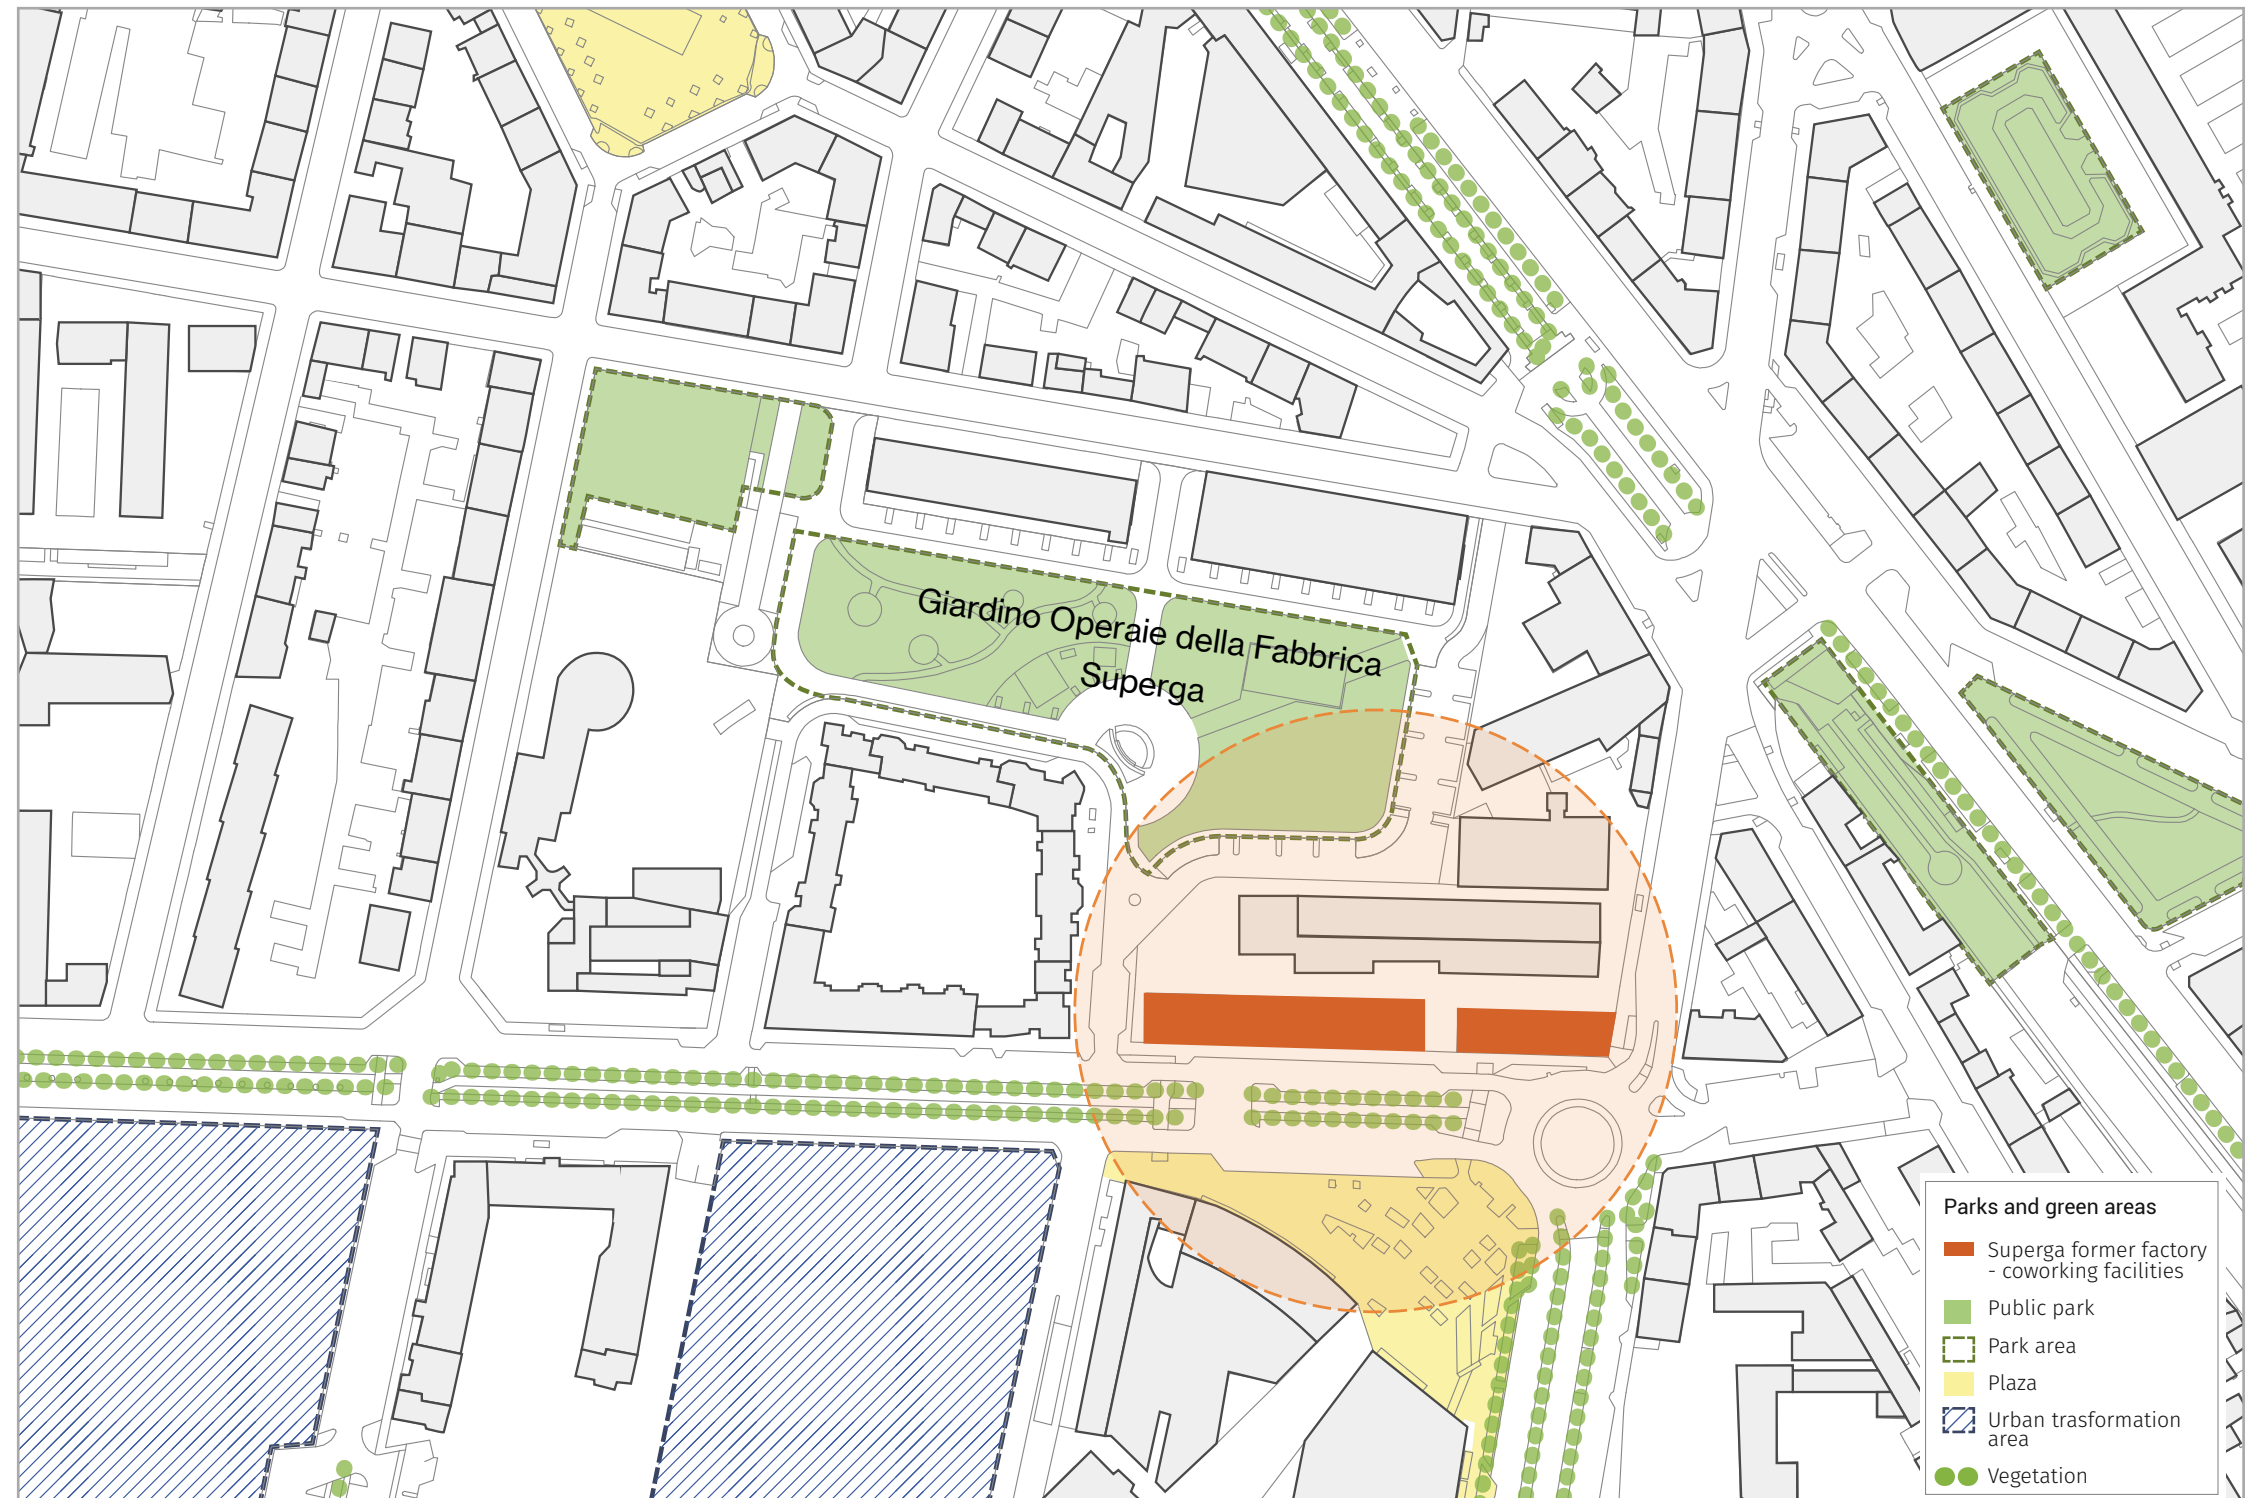 Giardino Operaie della Fabbrica
Superga
Parks and green areas
Superga former factory
- coworking facilities
Public park
Park area
Plaza
Urban trasformation
area
Vegetation